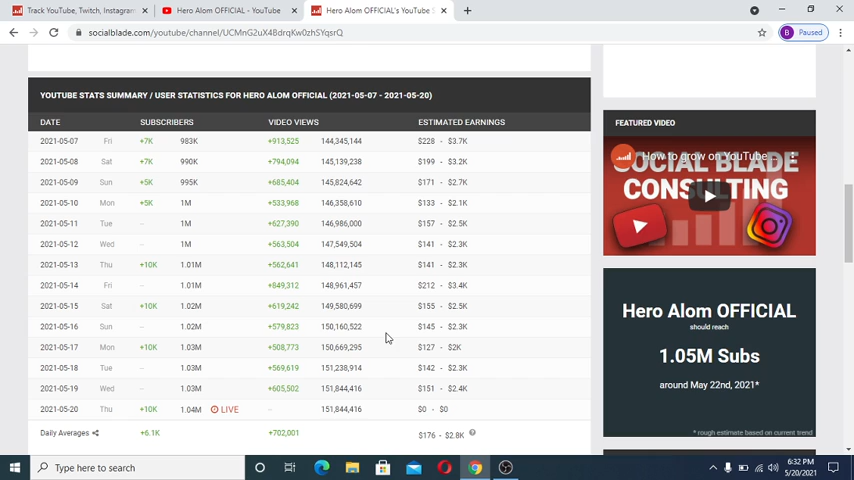 Track YouTube, Twitch, Instagram
Hero Alom OFFICIAL - YouTube
Hero Alom OFFICIAL's YouTube S
socialblade.com/youtube/channel/UCMnG2uX4BdrqKw0zhSYqsrQ
B Paused
YOUTUBE STATS SUMMARY / USER STATISTICS FOR HERO ALOM OFFICIAL (2021-05-07 - 2021-05-20)
DATE SUBSCRIBERS VIDEO VIEWS ESTIMATED EARNINGS
2021-05-07 Fri +7K 983K +913,525 144,345,144 $228 - $3.7K
2021-05-08 Sat +7K 990K +794,094 145,139,238 $199 - $3.2K
2021-05-09 Sun +5K 995K +685,404 145,824,642 $171 - $2.7K
2021-05-10 Mon +5K 1M +533,968 146,358,610 $133 - $2.1K
2021-05-11 Tue -- 1M +627,390 146,986,000 $157 - $2.5K
2021-05-12 Wed -- 1M +563,504 147,549,504 $141 - $2.3K
2021-05-13 Thu +10K 1.01M +562,641 148,112,145 $141 - $2.3K
2021-05-14 Fri -- 1.01M +849,312 148,961,457 $212 - $3.4K
2021-05-15 Sat +10K 1.02M +619,242 149,580,699 $155 - $2.5K
2021-05-16 Sun -- 1.02M +579,823 150,160,522 $145 - $2.3K
2021-05-17 Mon +10K 1.03M +508,773 150,669,295 $127 - $2K
2021-05-18 Tue -- 1.03M +569,619 151,238,914 $142 - $2.3K
2021-05-19 Wed -- 1.03M +605,502 151,844,416 $151 - $2.4K
2021-05-20 Thu +10K 1.04M LIVE -- 151,844,416 $0 - $0
Daily Averages +6.1K +702,001 $176 - $2.8K
FEATURED VIDEO
How to grow on YouTube...
SOCIAL BLADE
CONSULTING
Hero Alom OFFICIAL
should reach
1.05M Subs
around May 22nd, 2021*
* rough estimate based on current trend
Type here to search
6:32 PM
5/20/2021